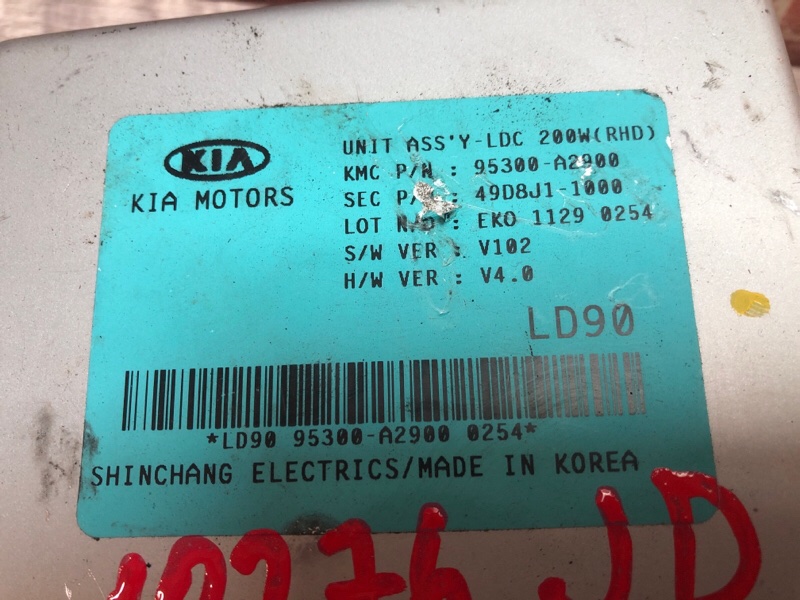 KIA
KIA MOTORS
UNIT ASS'Y-LDC 200W(RHD)
KMC P/N : 95300-A2900
SEC P/ : 49D8J1-1000
LOT N/O : EKO 1129 0254
S/W VER : V102
H/W VER : V4.0
LD90
*LD90 95300-A2900 0254*
SHINCHANG ELECTRICS/MADE IN KOREA
JD